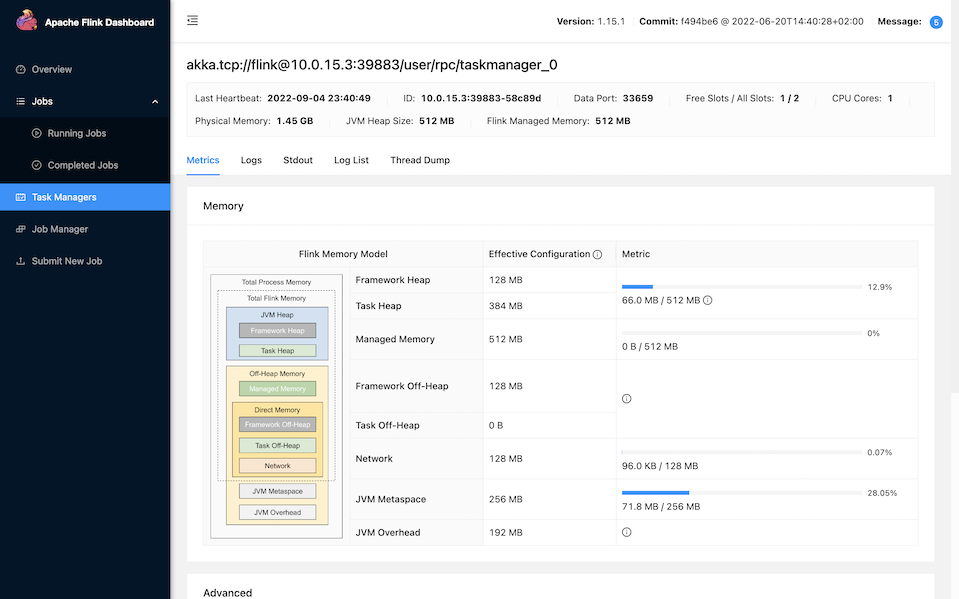 Apache Flink Dashboard
Version: 1.15.1 Commit: f494be6 @ 2022-06-20T14:40:28+02:00 Message: 5
Overview
Jobs
Running Jobs
Completed Jobs
Task Managers
Job Manager
Submit New Job
akka.tcp://flink@10.0.15.3:39883/user/rpc/taskmanager_0
Last Heartbeat: 2022-09-04 23:40:49 ID: 10.0.15.3:39883-58c89d Data Port: 33659 Free Slots / All Slots: 1 / 2 CPU Cores: 1
Physical Memory: 1.45 GB JVM Heap Size: 512 MB Flink Managed Memory: 512 MB
Metrics Logs Stdout Log List Thread Dump
Memory
Flink Memory Model Effective Configuration Metric
Total Process Memory
Total Flink Memory
JVM Heap
Framework Heap
Task Heap
Off-Heap Memory
Managed Memory
Direct Memory
Framework Off-Heap
Task Off-Heap
Network
JVM Metaspace
JVM Overhead
Framework Heap 128 MB 12.9%
66.0 MB / 512 MB
Task Heap 384 MB
Managed Memory 512 MB 0%
0 B / 512 MB
Framework Off-Heap 128 MB
Task Off-Heap 0 B
Network 128 MB 0.07%
96.0 KB / 128 MB
JVM Metaspace 256 MB 28.05%
71.8 MB / 256 MB
JVM Overhead 192 MB
Advanced